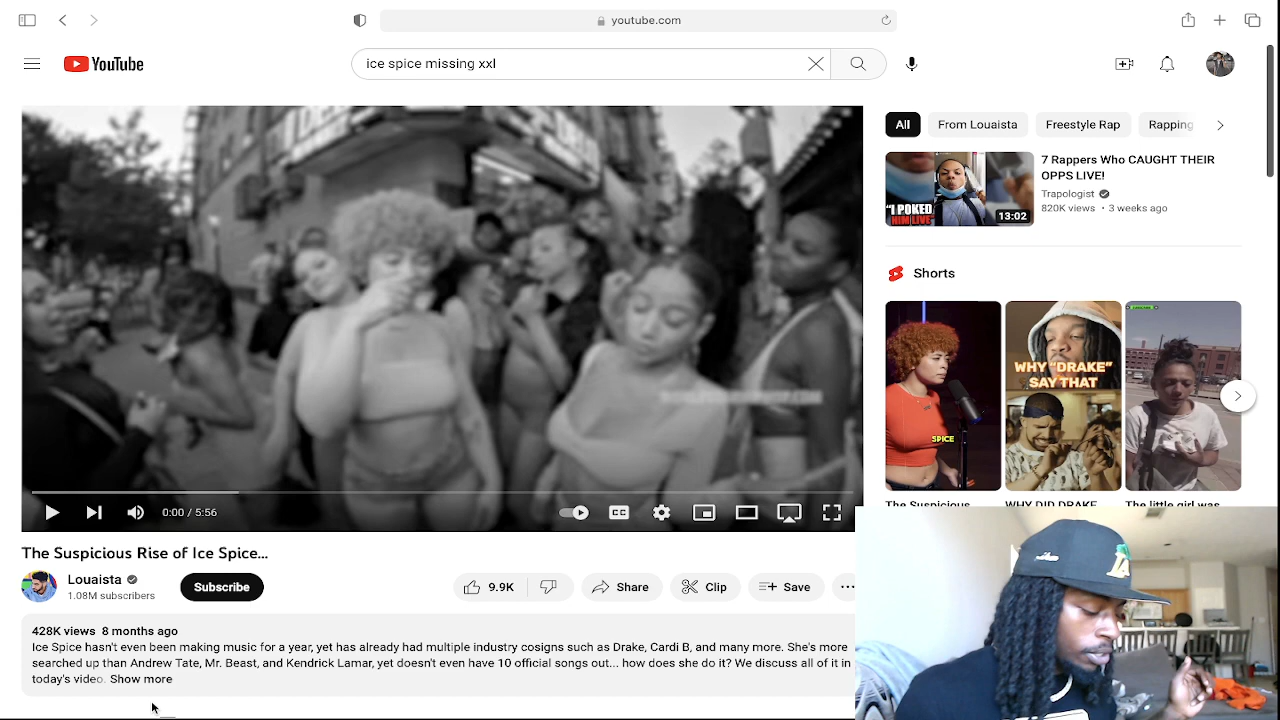 youtube.com
YouTube
ice spice missing xxl
All
From Louaista
Freestyle Rap
Rapping
7 Rappers Who CAUGHT THEIR
OPPS LIVE!
Trapologist
820K views • 3 weeks ago
"I POKED
HIM LIVE"
13:02
Shorts
SPICE
WHY "DRAKE"
SAY THAT
The Suspicious
WHY DID DRAKE
The little girl was
0:00 / 5:56
CC
The Suspicious Rise of Ice Spice...
Louaista
1.08M subscribers
Subscribe
9.9K
Share
Clip
Save
428K views 8 months ago
Ice Spice hasn't even been making music for a year, yet has already had multiple industry cosigns such as Drake, Cardi B, and many more. She's more
searched up than Andrew Tate, Mr. Beast, and Kendrick Lamar, yet doesn't even have 10 official songs out... how does she do it? We discuss all of it in
today's video. Show more
LA